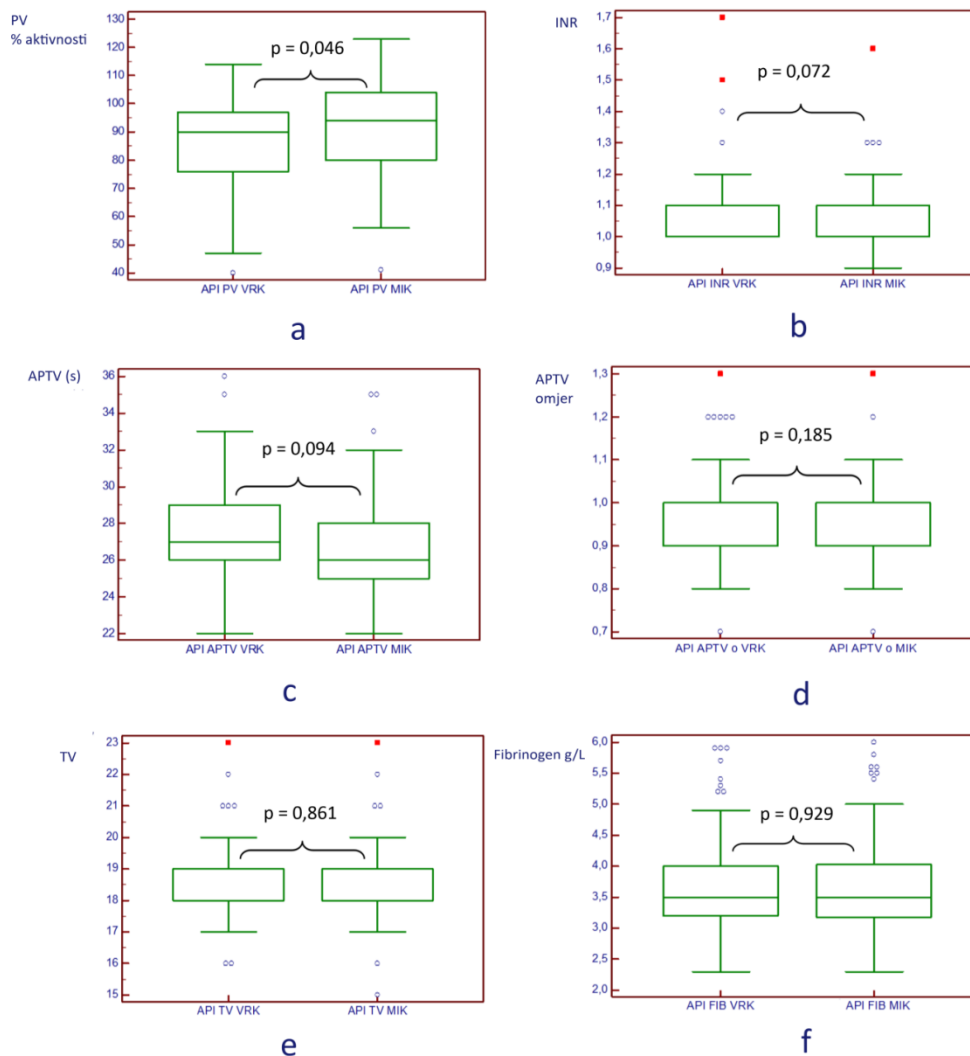 PV
% aktivnosti
130
120
110
100
90
80
70
60
50
40
p = 0,046
API PV VRK
API PV MIK
a
INR
1,7
1,6
1,5
1,4
1,3
1,2
1,1
1,0
0,9
p = 0,072
API INR VRK
API INR MIK
b
APTV (s)
36
34
32
30
28
26
24
22
p = 0,094
API APTV VRK
API APTV MIK
c
APTV
omjer
1,3
1,2
1,1
1,0
0,9
0,8
0,7
p = 0,185
API APTV o VRK
API APTV o MIK
d
TV
23
22
21
20
19
18
17
16
15
p = 0,861
API TV VRK
API TV MIK
e
Fibrinogen g/L
6,0
5,5
5,0
4,5
4,0
3,5
3,0
2,5
2,0
p = 0,929
API FIB VRK
API FIB MIK
f